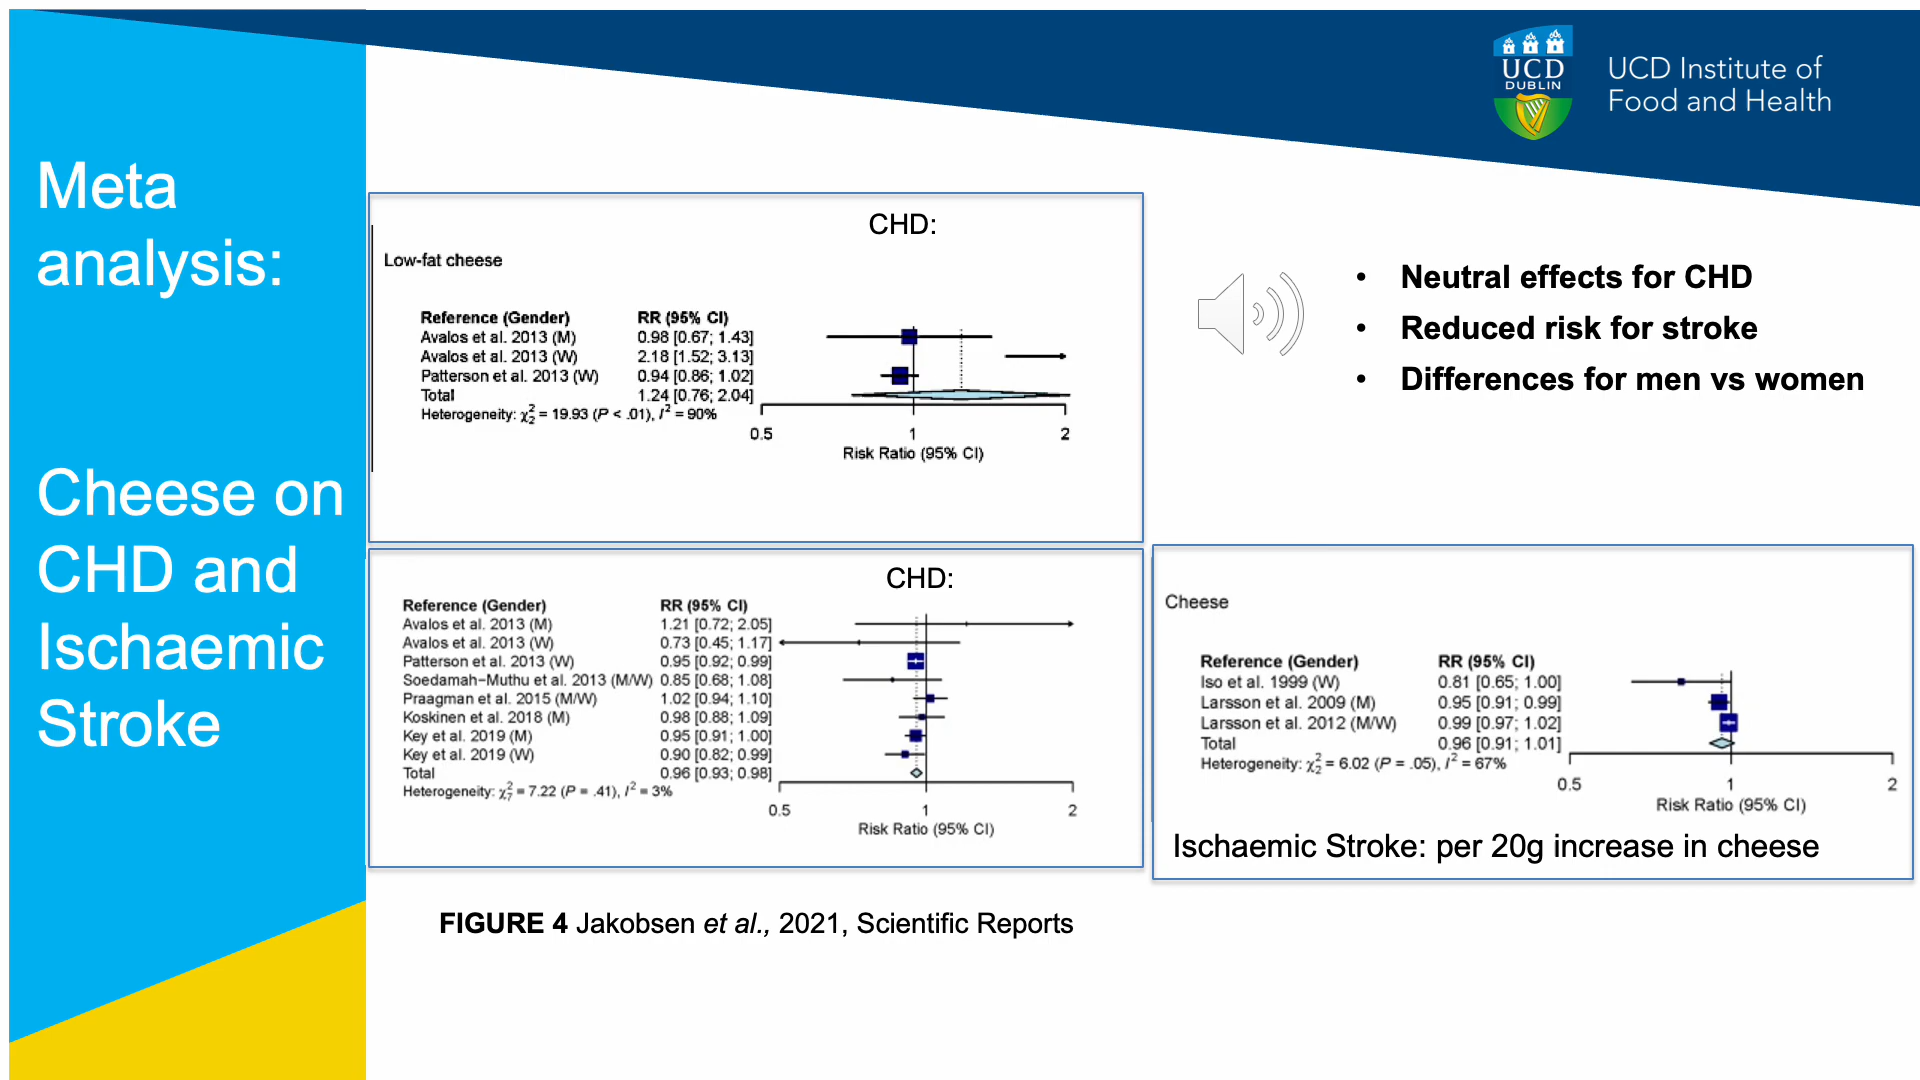 UCD
DUBLIN
UCD Institute of
Food and Health
Meta
analysis:
Cheese on
CHD and
Ischaemic
Stroke
CHD:
Low-fat cheese
Reference (Gender) RR (95% CI)
Avalos et al. 2013 (M) 0.98 [0.67; 1.43]
Avalos et al. 2013 (W) 2.18 [1.52; 3.13]
Patterson et al. 2013 (W) 0.94 [0.86; 1.02]
Total 1.24 [0.76; 2.04]
Heterogeneity: χ²₂ = 19.93 (P < .01), I² = 90%
0.5 1 2
Risk Ratio (95% CI)
• Neutral effects for CHD
• Reduced risk for stroke
• Differences for men vs women
CHD:
Reference (Gender) RR (95% CI)
Avalos et al. 2013 (M) 1.21 [0.72; 2.05]
Avalos et al. 2013 (W) 0.73 [0.45; 1.17]
Patterson et al. 2013 (W) 0.95 [0.92; 0.99]
Soedamah−Muthu et al. 2013 (M/W) 0.85 [0.68; 1.08]
Praagman et al. 2015 (M/W) 1.02 [0.94; 1.10]
Koskinen et al. 2018 (M) 0.98 [0.88; 1.09]
Key et al. 2019 (M) 0.95 [0.91; 1.00]
Key et al. 2019 (W) 0.90 [0.82; 0.99]
Total 0.96 [0.93; 0.98]
Heterogeneity: χ²₇ = 7.22 (P = .41), I² = 3%
0.5 1 2
Risk Ratio (95% CI)
Cheese
Reference (Gender) RR (95% CI)
Iso et al. 1999 (W) 0.81 [0.65; 1.00]
Larsson et al. 2009 (M) 0.95 [0.91; 0.99]
Larsson et al. 2012 (M/W) 0.99 [0.97; 1.02]
Total 0.96 [0.91; 1.01]
Heterogeneity: χ²₂ = 6.02 (P = .05), I² = 67%
0.5 1 2
Risk Ratio (95% CI)
Ischaemic Stroke: per 20g increase in cheese
FIGURE 4 Jakobsen et al., 2021, Scientific Reports